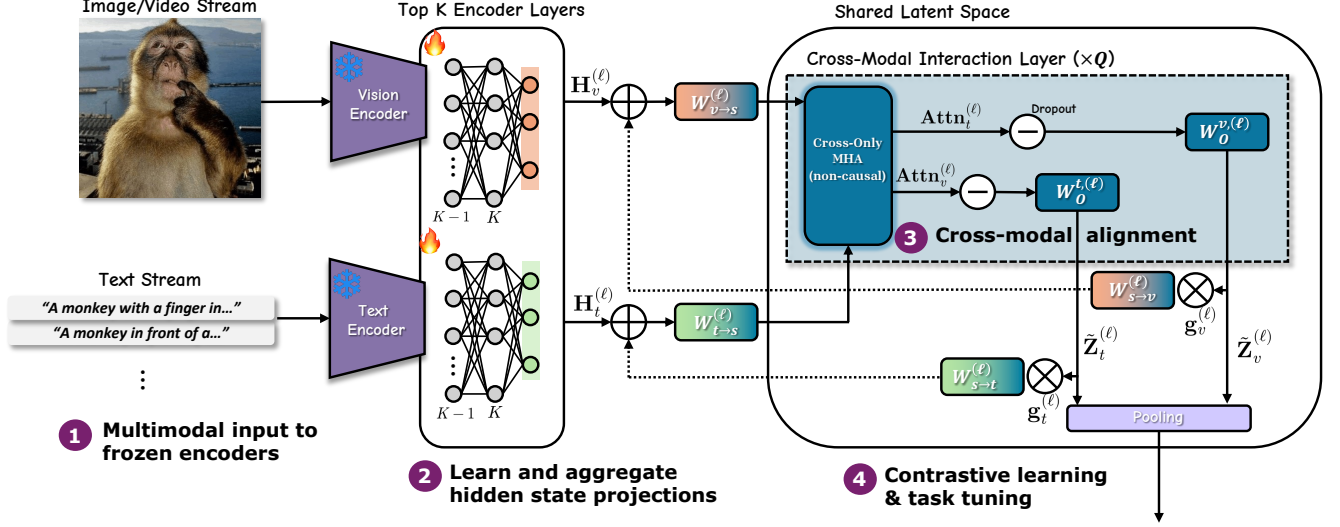 Image/Video Stream
Top K Encoder Layers
Shared Latent Space
Cross-Modal Interaction Layer (×Q)
Vision
Encoder
K − 1
K
H_v^{(ℓ)}
W_{v→s}^{(ℓ)}
Cross-Only
MHA
(non-causal)
Attn_t^{(ℓ)}
Dropout
W_O^{v,(ℓ)}
Attn_v^{(ℓ)}
W_O^{t,(ℓ)}
3 Cross-modal alignment
Text Stream
“A monkey with a finger in…”
“A monkey in front of a…”
⋮
Text
Encoder
K − 1
K
H_t^{(ℓ)}
W_{t→s}^{(ℓ)}
W_{s→v}^{(ℓ)}
g_v^{(ℓ)}
Z̃_t^{(ℓ)}
Z̃_v^{(ℓ)}
W_{s→t}^{(ℓ)}
g_t^{(ℓ)}
Pooling
1 Multimodal input to
frozen encoders
2 Learn and aggregate
hidden state projections
4 Contrastive learning
& task tuning